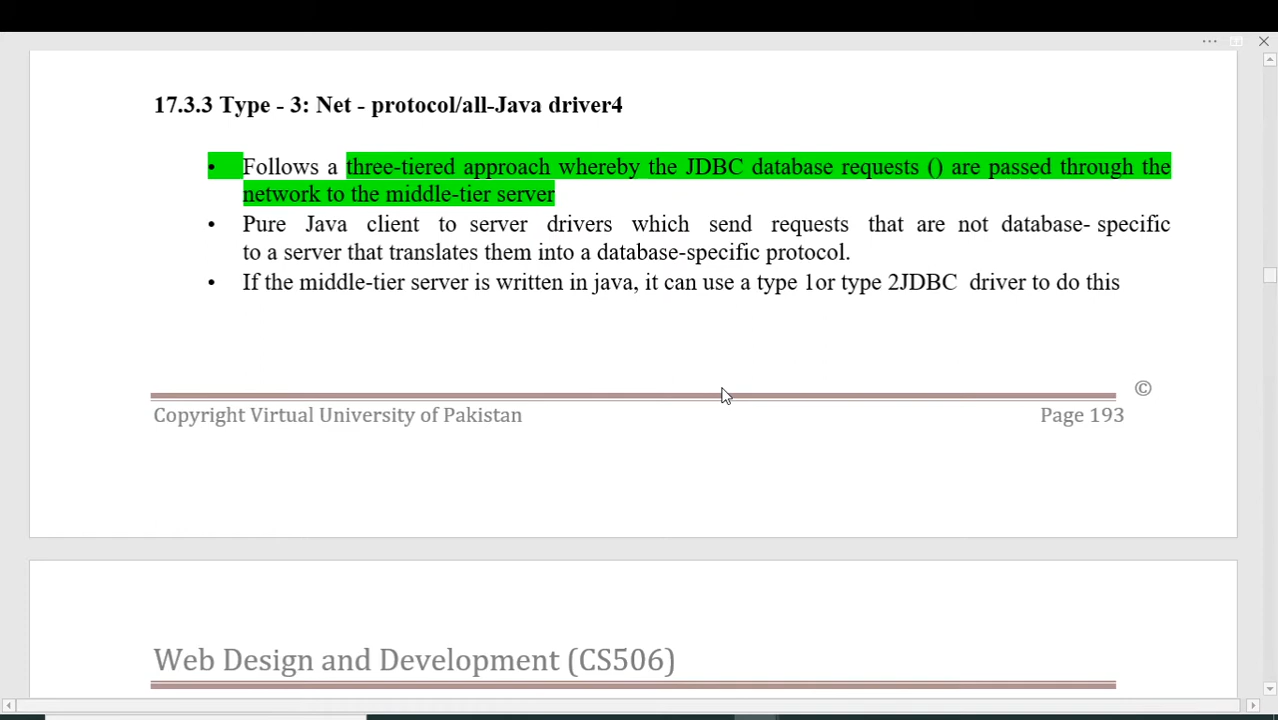 17.3.3 Type - 3: Net - protocol/all-Java driver4
• Follows a three-tiered approach whereby the JDBC database requests () are passed through the
network to the middle-tier server
• Pure Java client to server drivers which send requests that are not database- specific
to a server that translates them into a database-specific protocol.
• If the middle-tier server is written in java, it can use a type 1or type 2JDBC driver to do this
©
Copyright Virtual University of Pakistan Page 193
Web Design and Development (CS506)